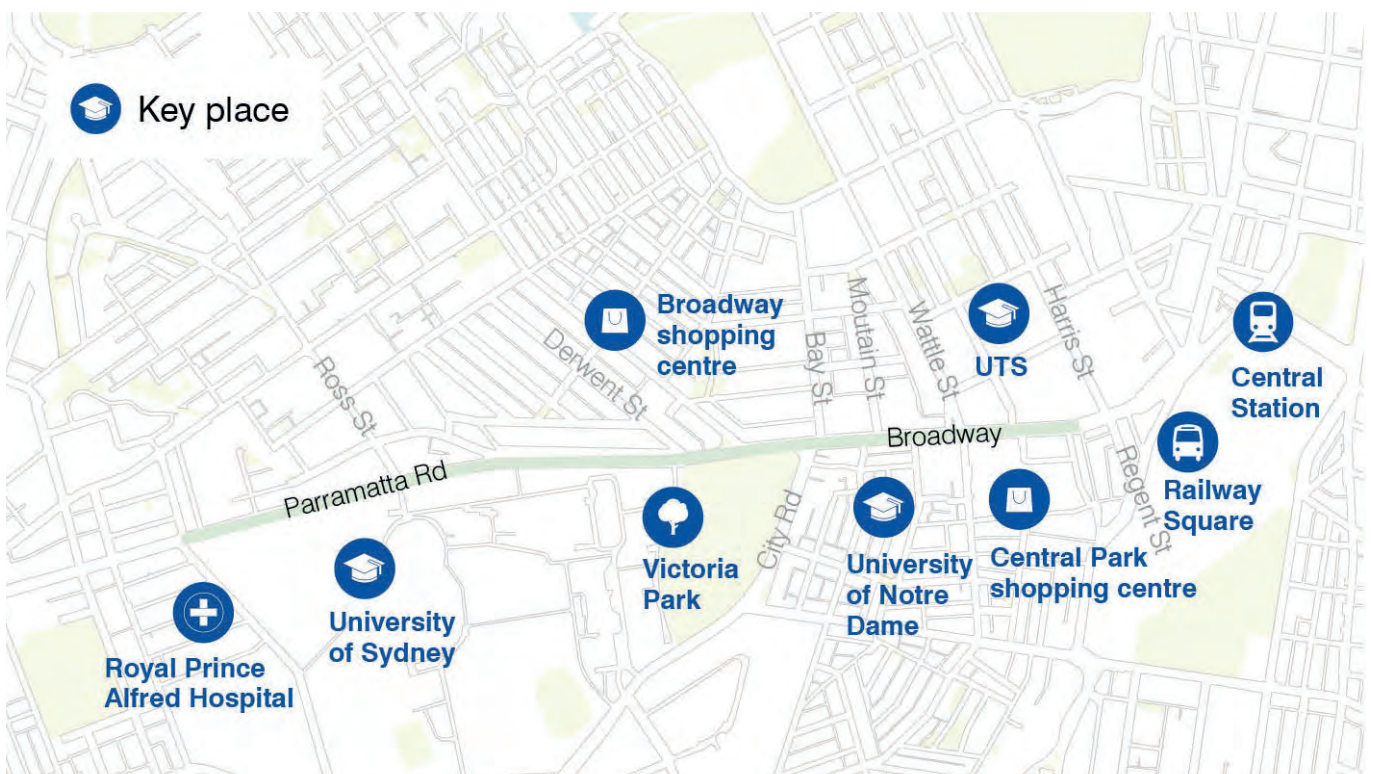 Key place
Broadway
shopping
centre
Derwent St
Ross St
Bay St
Moutain St
Wattle St
UTS
Harris St
Central
Station
Broadway
Parramatta Rd
Railway
Square
Regent St
City Rd
Victoria
Park
University
of Notre
Dame
Central Park
shopping centre
University
of Sydney
Royal Prince
Alfred Hospital